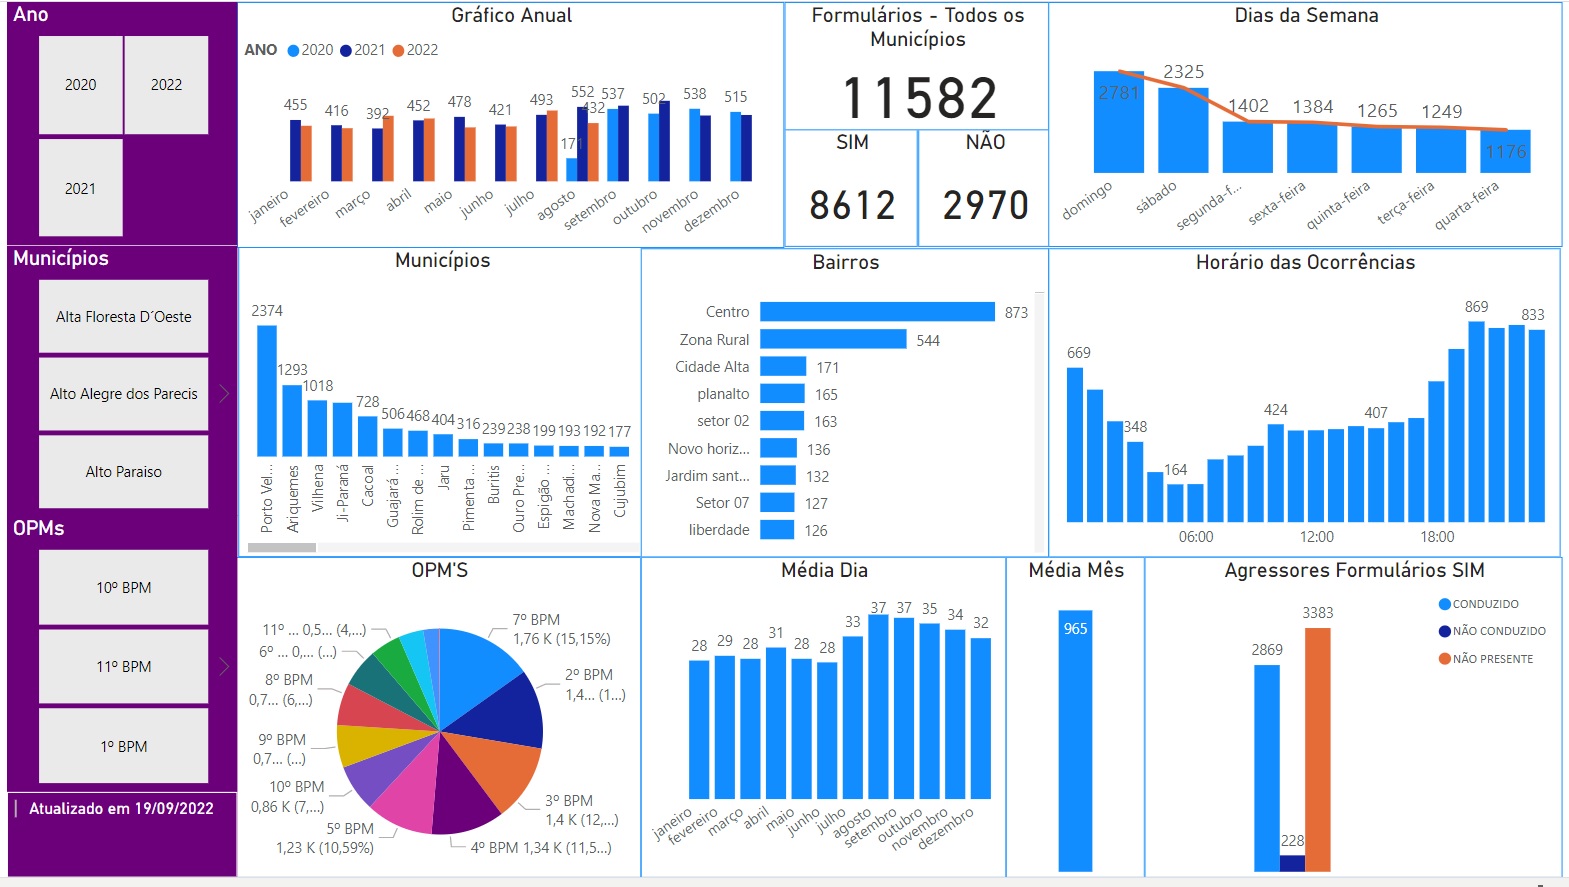 Ano
2020
2022
2021
Municípios
Alta Floresta D´Oeste
Alto Alegre dos Parecis
Alto Paraiso
OPMs
10º BPM
11º BPM
1º BPM
Atualizado em 19/09/2022
Gráfico Anual
ANO 2020 2021 2022
455
416
392
452
478
421
493
171
552
432
537
502
538
515
janeiro
fevereiro
março
abril
maio
junho
julho
agosto
setembro
outubro
novembro
dezembro
Formulários - Todos os
Municípios
11582
SIM
8612
NÃO
2970
Dias da Semana
2781
2325
1402
1384
1265
1249
1176
domingo
sábado
segunda-f...
sexta-feira
quinta-feira
terça-feira
quarta-feira
Municípios
2374
1293
1018
728
506
468
404
316
239
238
199
193
192
177
Porto Vel...
Ariquemes
Vilhena
Ji-Paraná
Cacoal
Guajará ...
Rolim de ...
Jaru
Pimenta ...
Buritis
Ouro Pre...
Espigão ...
Machadi...
Nova Ma...
Cujubim
Bairros
Centro 873
Zona Rural 544
Cidade Alta 171
planalto 165
setor 02 163
Novo horiz... 136
Jardim sant... 132
Setor 07 127
liberdade 126
Horário das Ocorrências
669
348
164
424
407
869
833
06:00
12:00
18:00
OPM'S
7º BPM
1,76 K (15,15%)
2º BPM
1,4... (1...)
3º BPM
1,4 K (12,...)
4º BPM 1,34 K (11,5...)
5º BPM
1,23 K (10,59%)
10º BPM
0,86 K (7,...)
9º BPM
0,7... (...)
8º BPM
0,7... (6,...)
6º ... 0,... (...)
11º ... 0,5... (4,...)
Média Dia
28
29
28
31
28
28
33
37
37
35
34
32
janeiro
fevereiro
março
abril
maio
junho
julho
agosto
setembro
outubro
novembro
dezembro
Média Mês
965
Agressores Formulários SIM
CONDUZIDO
NÃO CONDUZIDO
NÃO PRESENTE
2869
228
3383